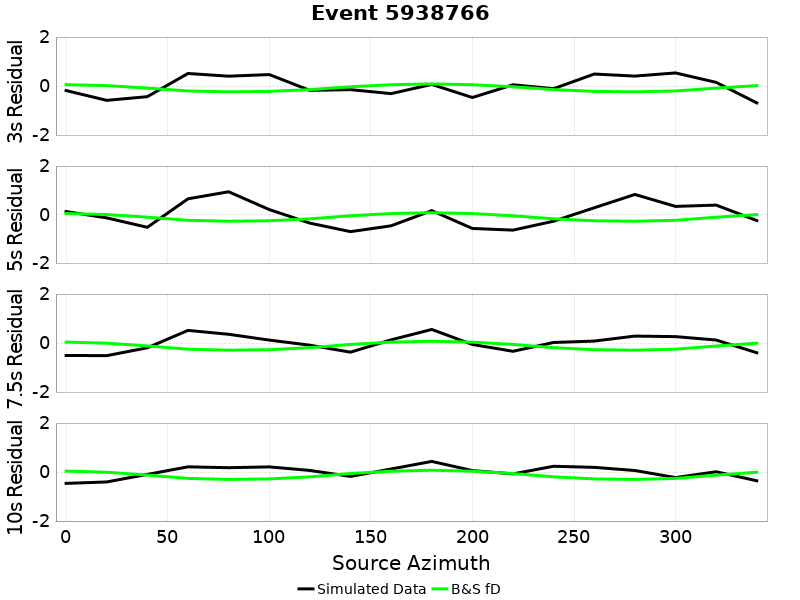 Event 5938766
3s Residual
2
0
-2
5s Residual
2
0
-2
7.5s Residual
2
0
-2
10s Residual
2
0
-2
0 50 100 150 200 250 300
Source Azimuth
Simulated Data B&S fD